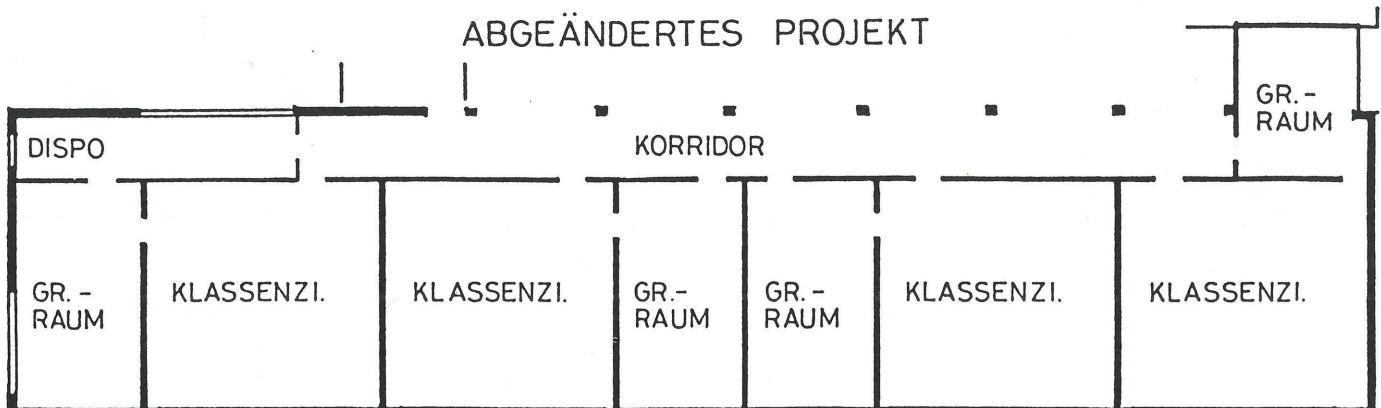 ABGEÄNDERTES PROJEKT
GR.-
RAUM
DISPO
KORRIDOR
GR.-
RAUM
KLASSENZI.
KLASSENZI.
GR.-
RAUM
GR.-
RAUM
KLASSENZI.
KLASSENZI.